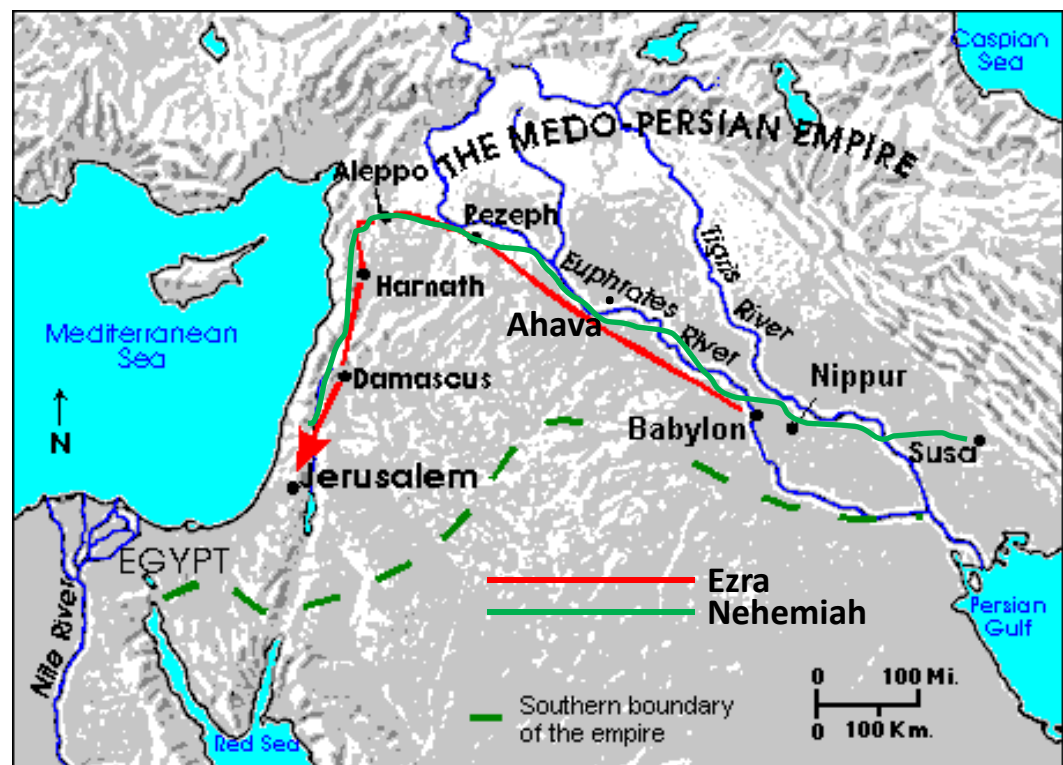 Caspian
Sea
THE MEDO-PERSIAN EMPIRE
Aleppo
Rezeph
Tigris
River
Euphrates
River
Harnath
Ahava
Mediterranean
Sea
Damascus
Nippur
N
Babylon
Susa
Jerusalem
EGYPT
Ezra
Nehemiah
Persian
Gulf
Nile River
0 100 Mi.
0 100 Km.
Southern boundary
of the empire
Red Sea